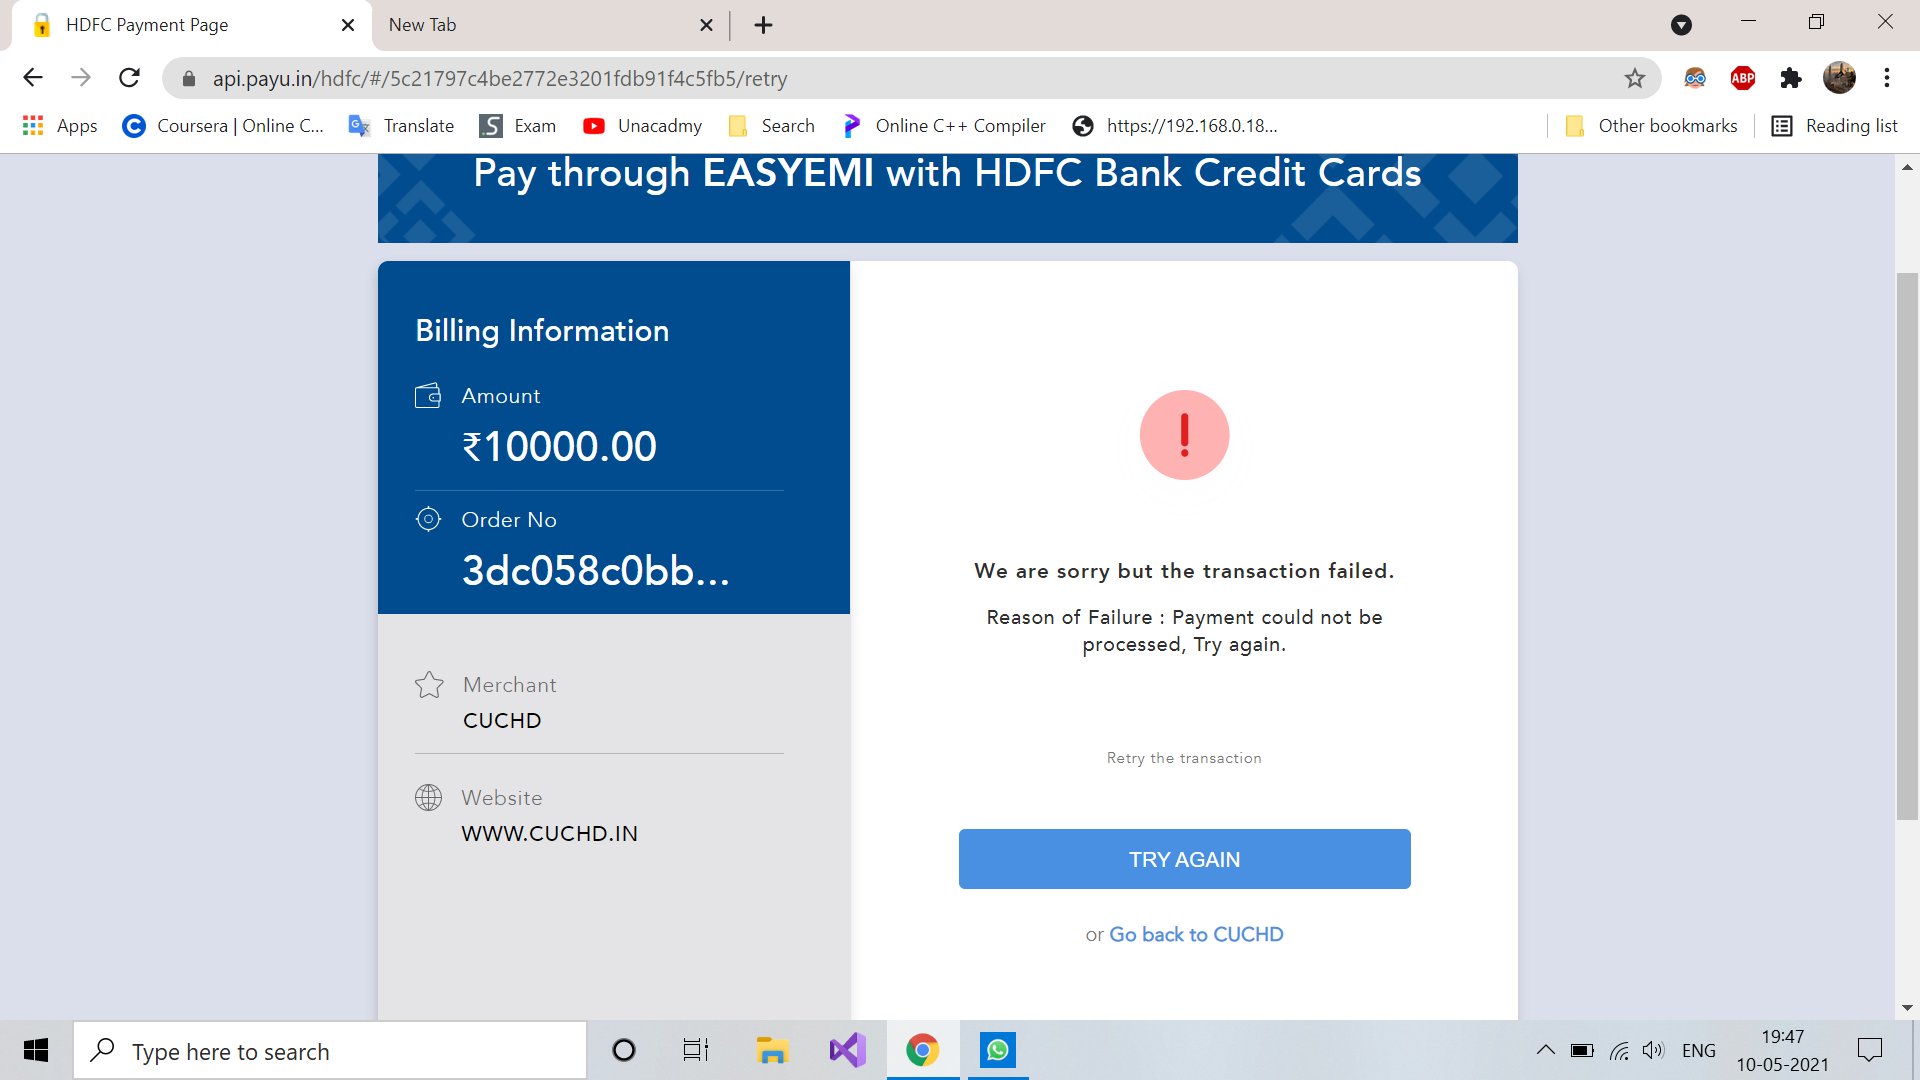 HDFC Payment Page
New Tab
api.payu.in/hdfc/#/5c21797c4be2772e3201fdb91f4c5fb5/retry
ABP
Apps
Coursera | Online C...
Translate
Exam
Unacadmy
Search
Online C++ Compiler
https://192.168.0.18...
Other bookmarks
Reading list
Pay through EASYEMI with HDFC Bank Credit Cards
Billing Information
Amount
₹10000.00
Order No
3dc058c0bb...
Merchant
CUCHD
Website
WWW.CUCHD.IN
We are sorry but the transaction failed.
Reason of Failure : Payment could not be
processed, Try again.
Retry the transaction
TRY AGAIN
or Go back to CUCHD
Type here to search
ENG
19:47
10-05-2021